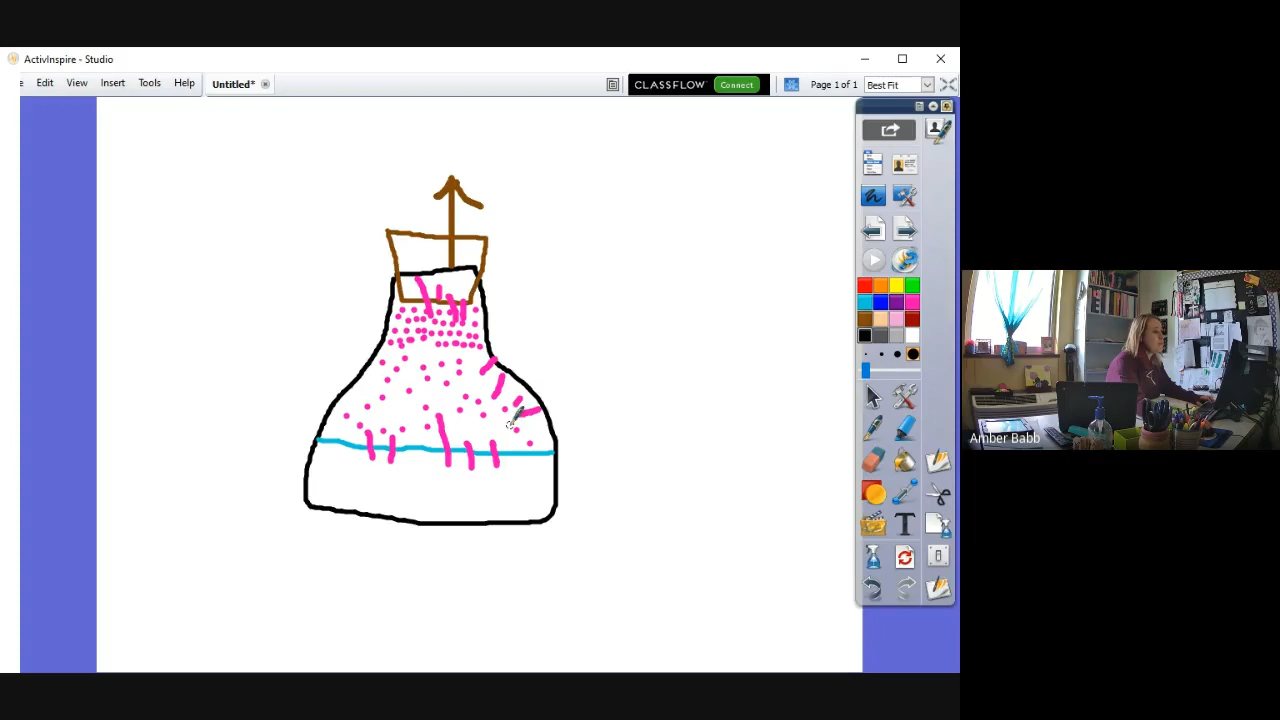 ActivInspire - Studio
e Edit View Insert Tools Help Untitled* CLASSFLOW Connect Page 1 of 1 Best Fit
T
Amber Babb